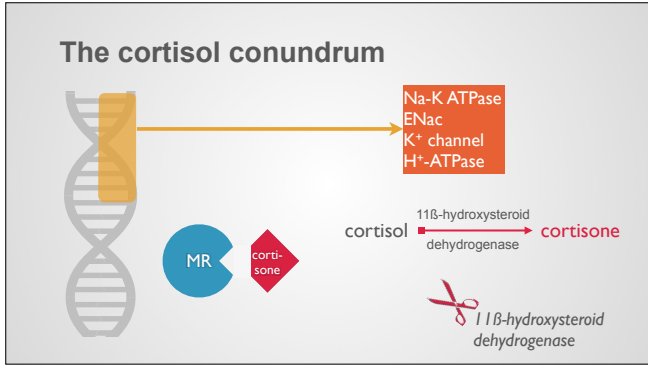 The cortisol conundrum
Na-K ATPase
ENac
K⁺ channel
H⁺-ATPase
11ß-hydroxysteroid
cortisol
cortisone
dehydrogenase
MR
corti-
sone
11ß-hydroxysteroid
dehydrogenase